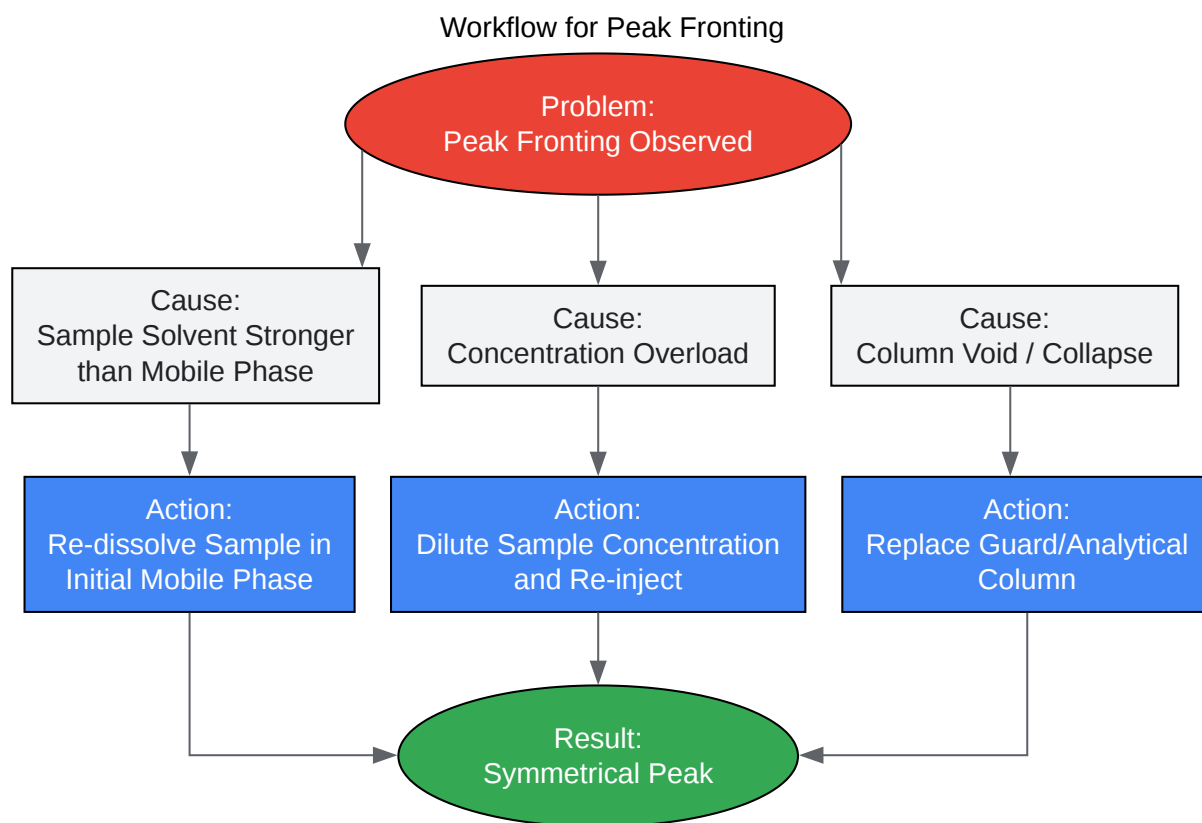 Workflow for Peak Fronting
Problem:
Peak Fronting Observed
Cause:
Sample Solvent Stronger
than Mobile Phase
Cause:
Concentration Overload
Cause:
Column Void / Collapse
Action:
Re-dissolve Sample in
Initial Mobile Phase
Action:
Dilute Sample Concentration
and Re-inject
Action:
Replace Guard/Analytical
Column
Result:
Symmetrical Peak